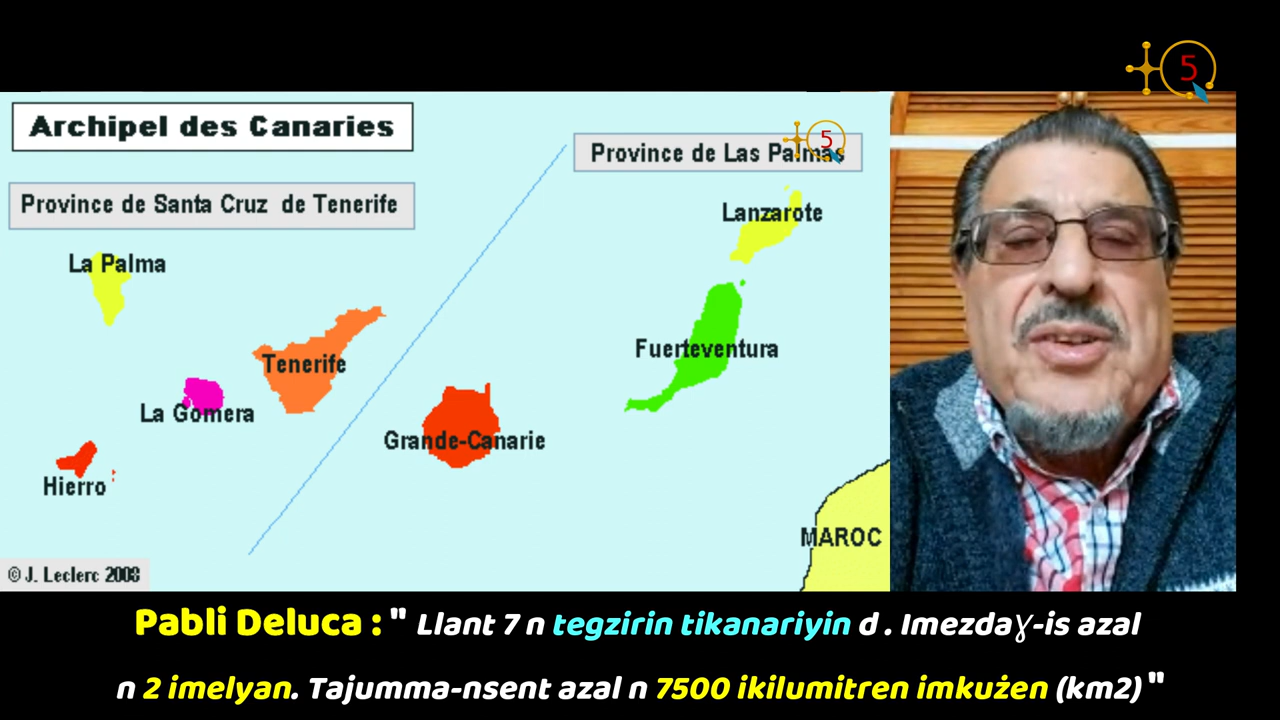 5
Archipel des Canaries
Province de Las Palmas
5
Province de Santa Cruz de Tenerife
Lanzarote
La Palma
Fuerteventura
Tenerife
La Gomera
Grande-Canarie
Hierro
MAROC
© J. Leclerc 2008
Pabli Deluca : " Llant 7 n tegzirin tikanariyin d . Imezdaɣ-is azal
n 2 imelyan. Tajumma-nsent azal n 7500 ikilumitren imkużen (km2) "